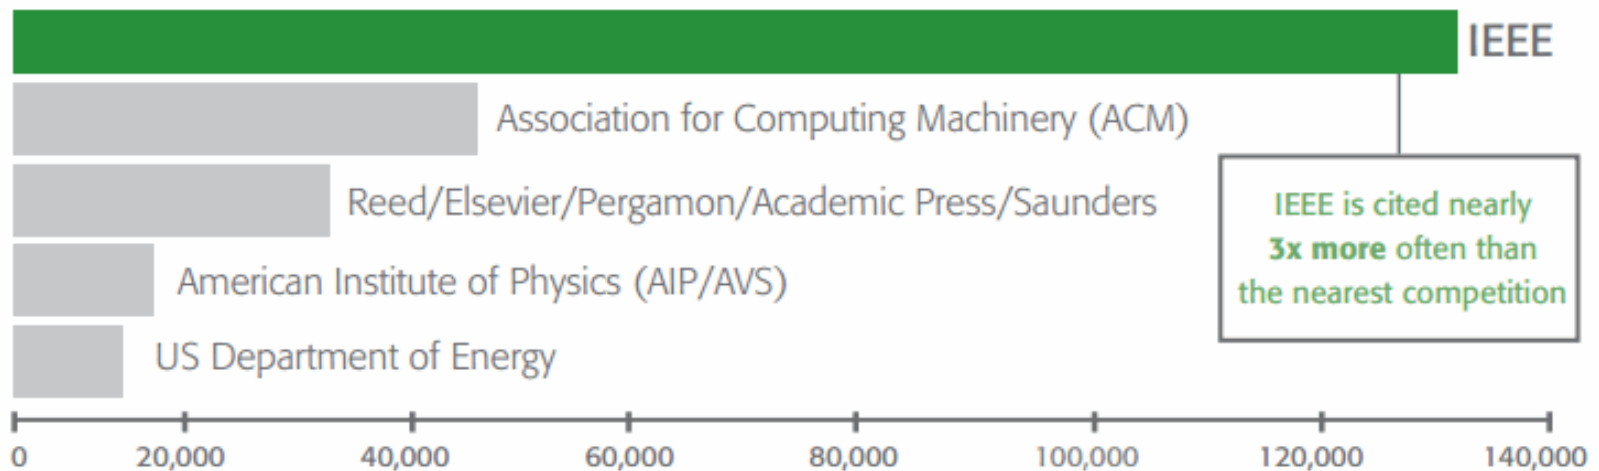 IEEE
Association for Computing Machinery (ACM)
Reed/Elsevier/Pergamon/Academic Press/Saunders
IEEE is cited nearly
3x more often than
the nearest competition
American Institute of Physics (AIP/AVS)
US Department of Energy
0 20,000 40,000 60,000 80,000 100,000 120,000 140,000